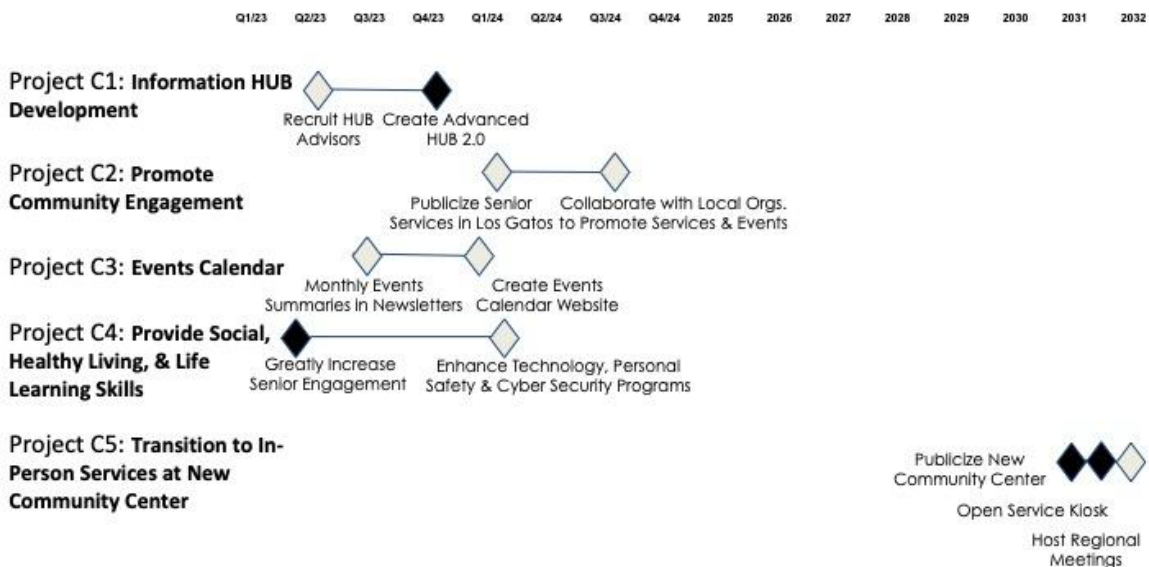 Q1/23 Q2/23 Q3/23 Q4/23 Q1/24 Q2/24 Q3/24 Q4/24 2025 2026 2027 2028 2029 2030 2031 2032
Project C1: Information HUB
Development
Recruit HUB
Advisors
Create Advanced
HUB 2.0
Project C2: Promote
Community Engagement
Publicize Senior
Services in Los Gatos
Collaborate with Local Orgs.
to Promote Services & Events
Project C3: Events Calendar
Monthly Events
Summaries in Newsletters
Create Events
Calendar Website
Project C4: Provide Social,
Healthy Living, & Life
Learning Skills
Greatly Increase
Senior Engagement
Enhance Technology, Personal
Safety & Cyber Security Programs
Project C5: Transition to In-
Person Services at New
Community Center
Publicize New
Community Center
Open Service Kiosk
Host Regional
Meetings